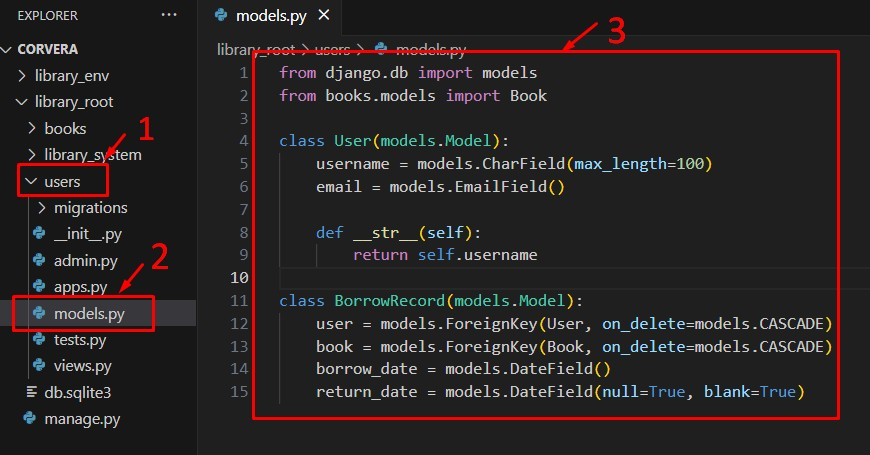 EXPLORER ...
CORVERA
library_env
library_root
books
library_system
users
migrations
__init__.py
admin.py
apps.py
models.py
tests.py
views.py
db.sqlite3
manage.py
1
2
models.py
library_root > users > models.py
3
1 from django.db import models
2 from books.models import Book
3
4 class User(models.Model):
5     username = models.CharField(max_length=100)
6     email = models.EmailField()
7
8     def __str__(self):
9         return self.username
10
11 class BorrowRecord(models.Model):
12     user = models.ForeignKey(User, on_delete=models.CASCADE)
13     book = models.ForeignKey(Book, on_delete=models.CASCADE)
14     borrow_date = models.DateField()
15     return_date = models.DateField(null=True, blank=True)